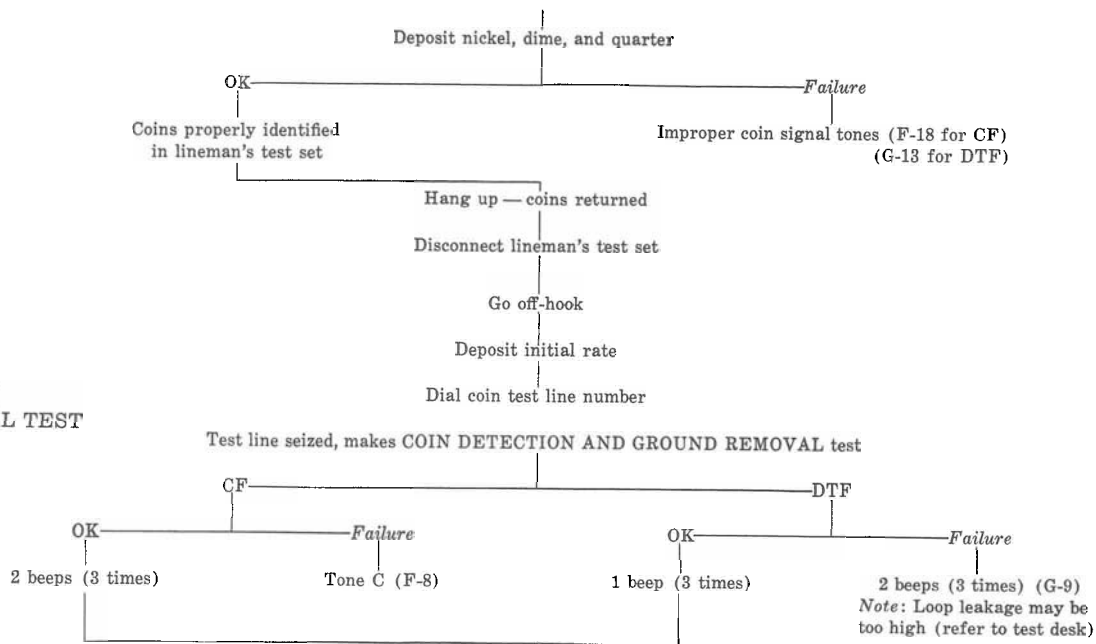 Deposit nickel, dime, and quarter
OK
Failure
Coins properly identified
in lineman's test set
Improper coin signal tones (F-18 for CF)
(G-13 for DTF)
Hang up — coins returned
Disconnect lineman's test set
Go off-hook
Deposit initial rate
Dial coin test line number
L TEST
Test line seized, makes COIN DETECTION AND GROUND REMOVAL test
CF
DTF
OK
Failure
OK
Failure
2 beeps (3 times)
Tone C (F-8)
1 beep (3 times)
2 beeps (3 times) (G-9)
Note: Loop leakage may be
too high (refer to test desk)